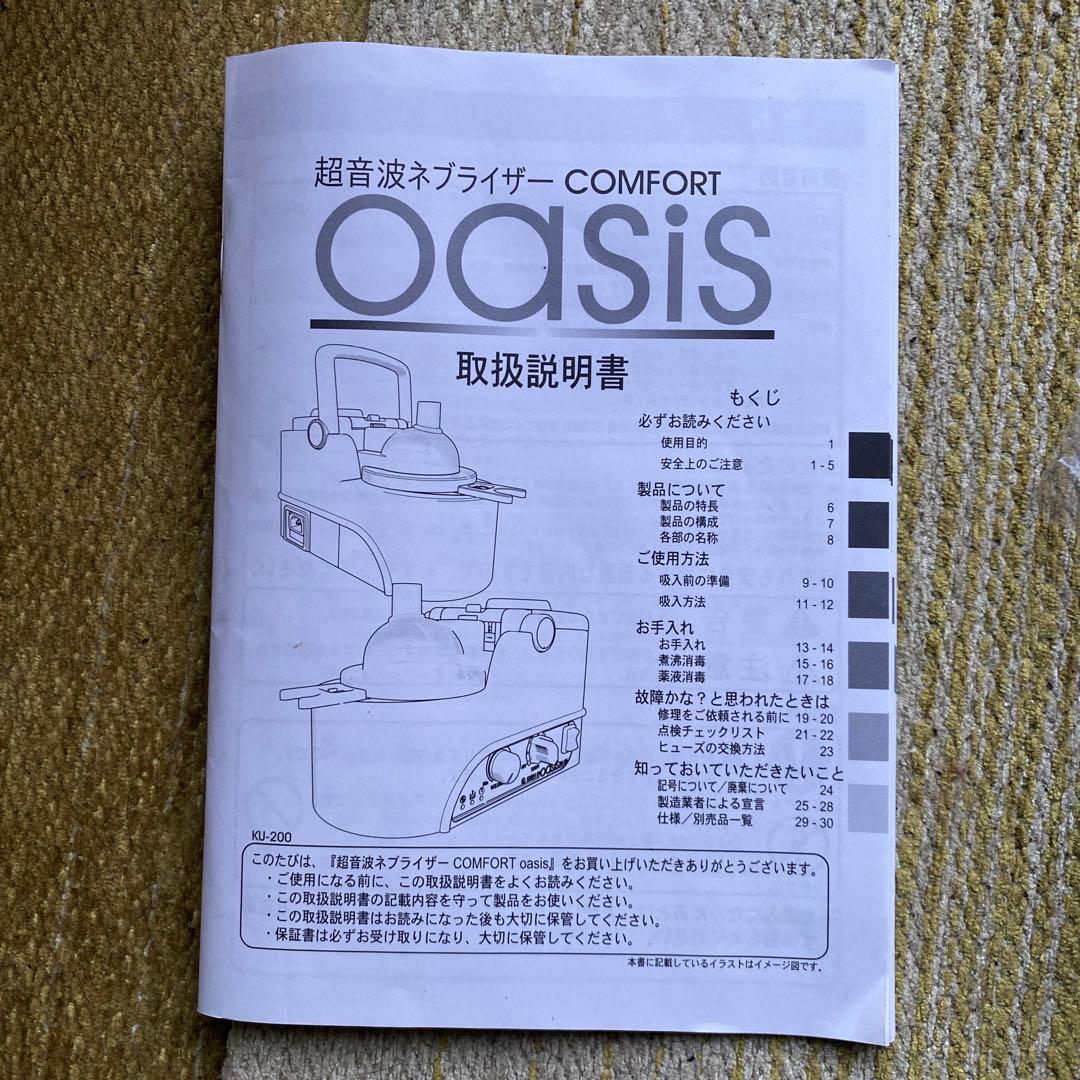 超音波ネブライザー COMFORT
oasis
取扱説明書
もくじ
必ずお読みください
使用目的 1
安全上のご注意 1 - 5
製品について
製品の特長 6
製品の構成 7
各部の名称 8
ご使用方法
吸入前の準備 9 - 10
吸入方法 11 - 12
お手入れ
お手入れ 13 - 14
煮沸消毒 15 - 16
薬液消毒 17 - 18
故障かな？と思われたときは
修理をご依頼される前に 19 - 20
点検チェックリスト 21 - 22
ヒューズの交換方法 23
知っておいていただきたいこと
記号について／廃棄について 24
製造業者による宣言 25 - 28
仕様／別売品一覧 29 - 30
KU-200
このたびは、『超音波ネブライザー COMFORT oasis』をお買い上げいただきありがとうございます。
・ご使用になる前に、この取扱説明書をよくお読みください。
・この取扱説明書の記載内容を守って製品をお使いください。
・この取扱説明書はお読みになった後も大切に保管してください。
・保証書は必ずお受け取りになり、大切に保管してください。
本書に記載しているイラストはイメージ図です。